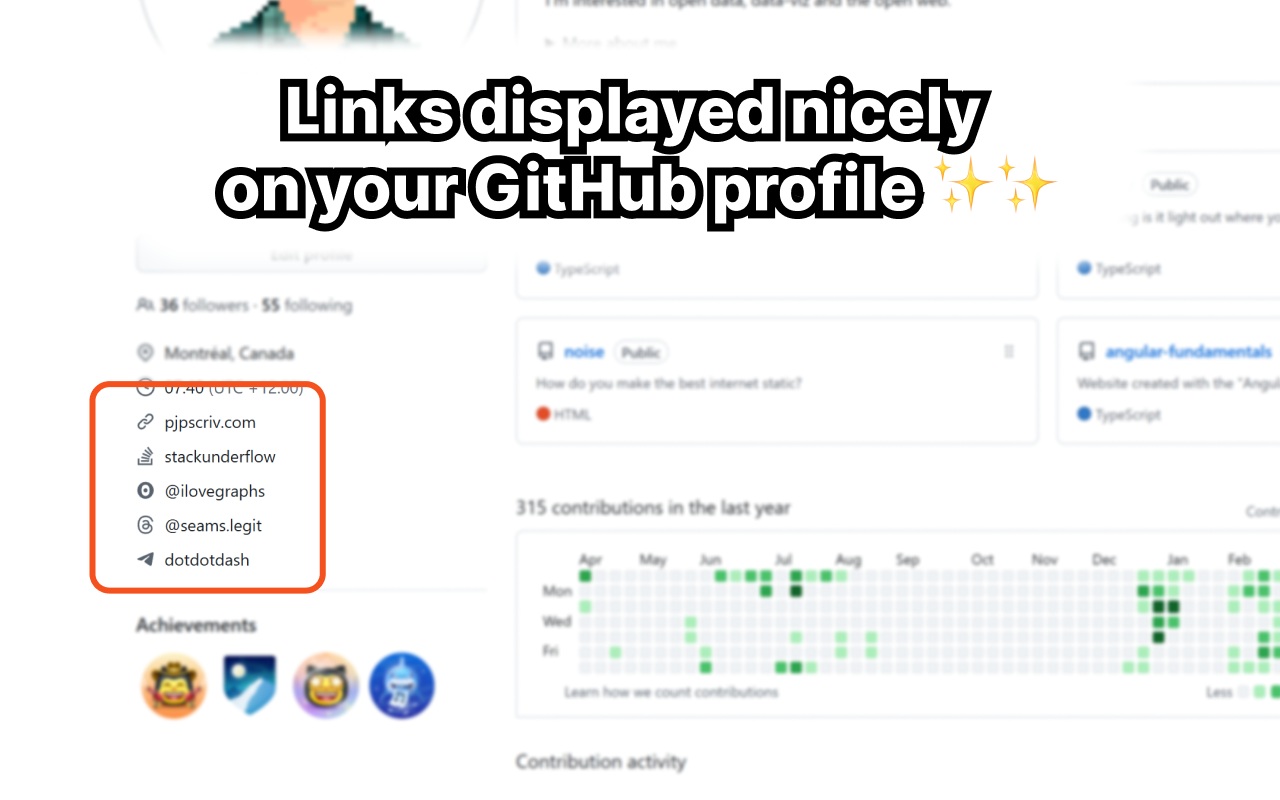 I'm interested in open data, data-viz and the open web.
More about me
Links displayed nicely
on your GitHub profile ✨✨
Public
is it light out where yo
Edit profile
TypeScript
TypeScript
36 followers · 55 following
Montréal, Canada
07:40 (UTC +12:00)
pjpscriv.com
stackunderflow
@ilovegraphs
@seams.legit
dotdotdash
noise Public
How do you make the best internet static?
HTML
angular-fundamentals
Website created with the "Angul
TypeScript
315 contributions in the last year
Contr
Apr May Jun Jul Aug Sep Oct Nov Dec Jan Feb
Mon
Wed
Fri
Learn how we count contributions
Less
Achievements
Contribution activity